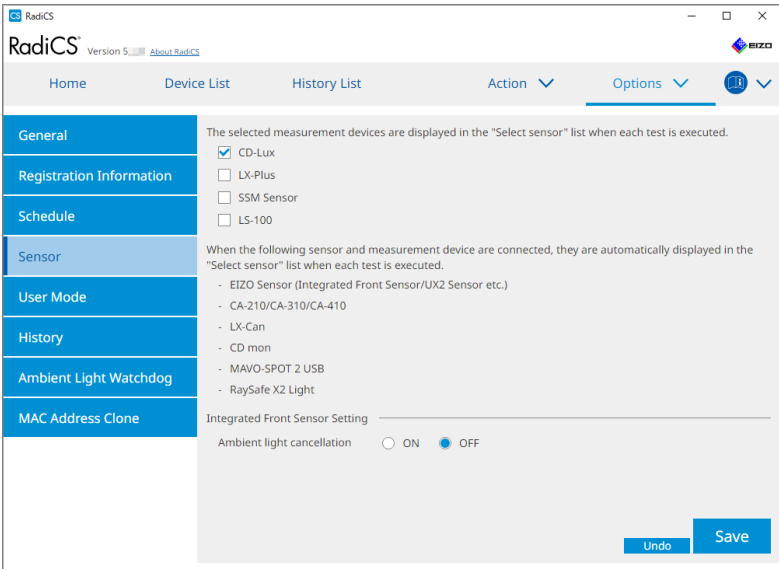 CS RadiCS
RadiCS® Version 5. About RadiCS
EIZO
Home Device List History List Action Options
General
Registration Information
Schedule
Sensor
User Mode
History
Ambient Light Watchdog
MAC Address Clone
The selected measurement devices are displayed in the "Select sensor" list when each test is executed.
CD-Lux
LX-Plus
SSM Sensor
LS-100
When the following sensor and measurement device are connected, they are automatically displayed in the
"Select sensor" list when each test is executed.
- EIZO Sensor (Integrated Front Sensor/UX2 Sensor etc.)
- CA-210/CA-310/CA-410
- LX-Can
- CD mon
- MAVO-SPOT 2 USB
- RaySafe X2 Light
Integrated Front Sensor Setting
Ambient light cancellation ON OFF
Undo Save